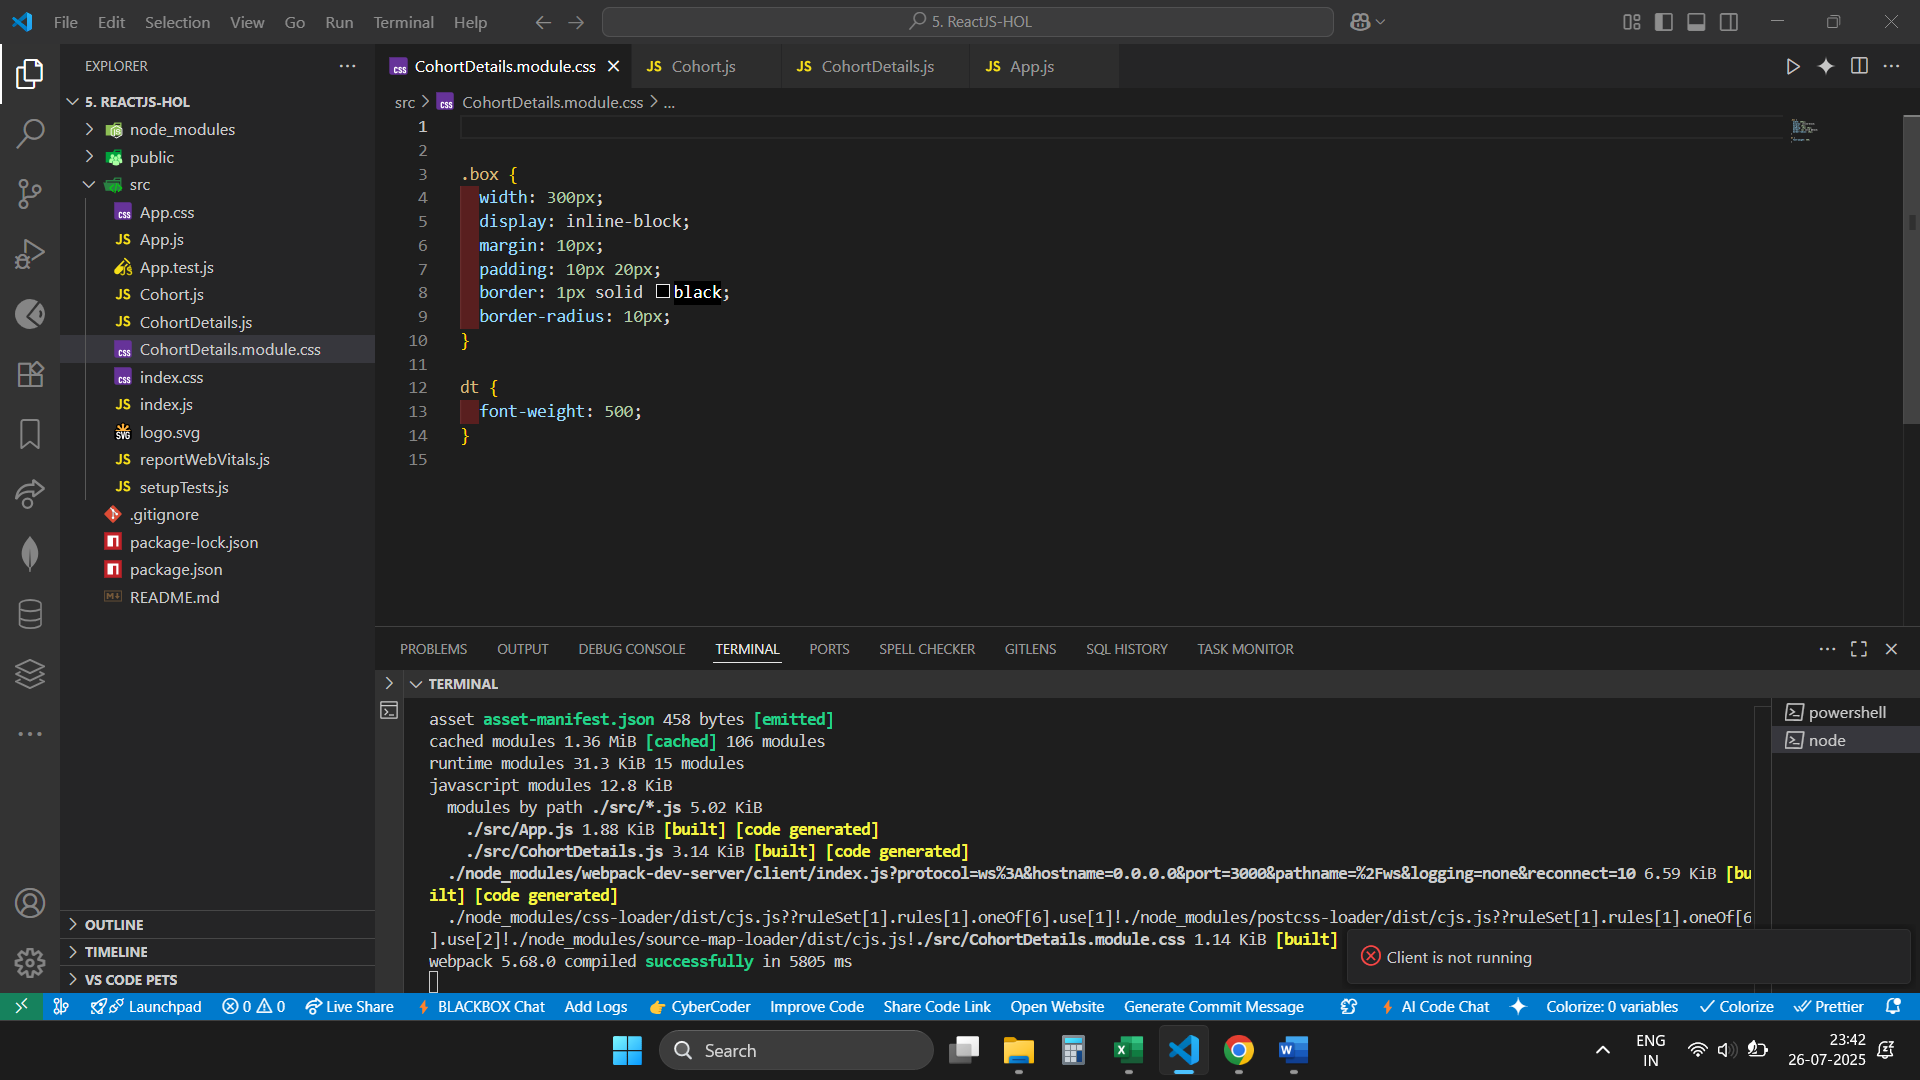 File Edit Selection View Go Run Terminal Help
5. ReactJS-HOL
EXPLORER
5. REACTJS-HOL
node_modules
public
src
App.css
App.js
App.test.js
Cohort.js
CohortDetails.js
CohortDetails.module.css
index.css
index.js
logo.svg
reportWebVitals.js
setupTests.js
.gitignore
package-lock.json
package.json
README.md
OUTLINE
TIMELINE
VS CODE PETS
CohortDetails.module.css Cohort.js CohortDetails.js App.js
src > CohortDetails.module.css > ...
1
2
3 .box {
4 width: 300px;
5 display: inline-block;
6 margin: 10px;
7 padding: 10px 20px;
8 border: 1px solid black;
9 border-radius: 10px;
10 }
11
12 dt {
13 font-weight: 500;
14 }
15
PROBLEMS OUTPUT DEBUG CONSOLE TERMINAL PORTS SPELL CHECKER GITLENS SQL HISTORY TASK MONITOR
TERMINAL
asset asset-manifest.json 458 bytes [emitted]
cached modules 1.36 MiB [cached] 106 modules
runtime modules 31.3 KiB 15 modules
javascript modules 12.8 KiB
modules by path ./src/*.js 5.02 KiB
./src/App.js 1.88 KiB [built] [code generated]
./src/CohortDetails.js 3.14 KiB [built] [code generated]
./node_modules/webpack-dev-server/client/index.js?protocol=ws%3A&hostname=0.0.0.0&port=3000&pathname=%2Fws&logging=none&reconnect=10 6.59 KiB [bu
ilt] [code generated]
./node_modules/css-loader/dist/cjs.js??ruleSet[1].rules[1].oneOf[6].use[1]!./node_modules/postcss-loader/dist/cjs.js??ruleSet[1].rules[1].oneOf[6
].use[2]!./node_modules/source-map-loader/dist/cjs.js!./src/CohortDetails.module.css 1.14 KiB [built]
webpack 5.68.0 compiled successfully in 5805 ms
powershell
node
Client is not running
Launchpad 0 0 Live Share BLACKBOX Chat Add Logs CyberCoder Improve Code Share Code Link Open Website Generate Commit Message AI Code Chat Colorize: 0 variables Colorize Prettier
Search
ENG
IN
23:42
26-07-2025